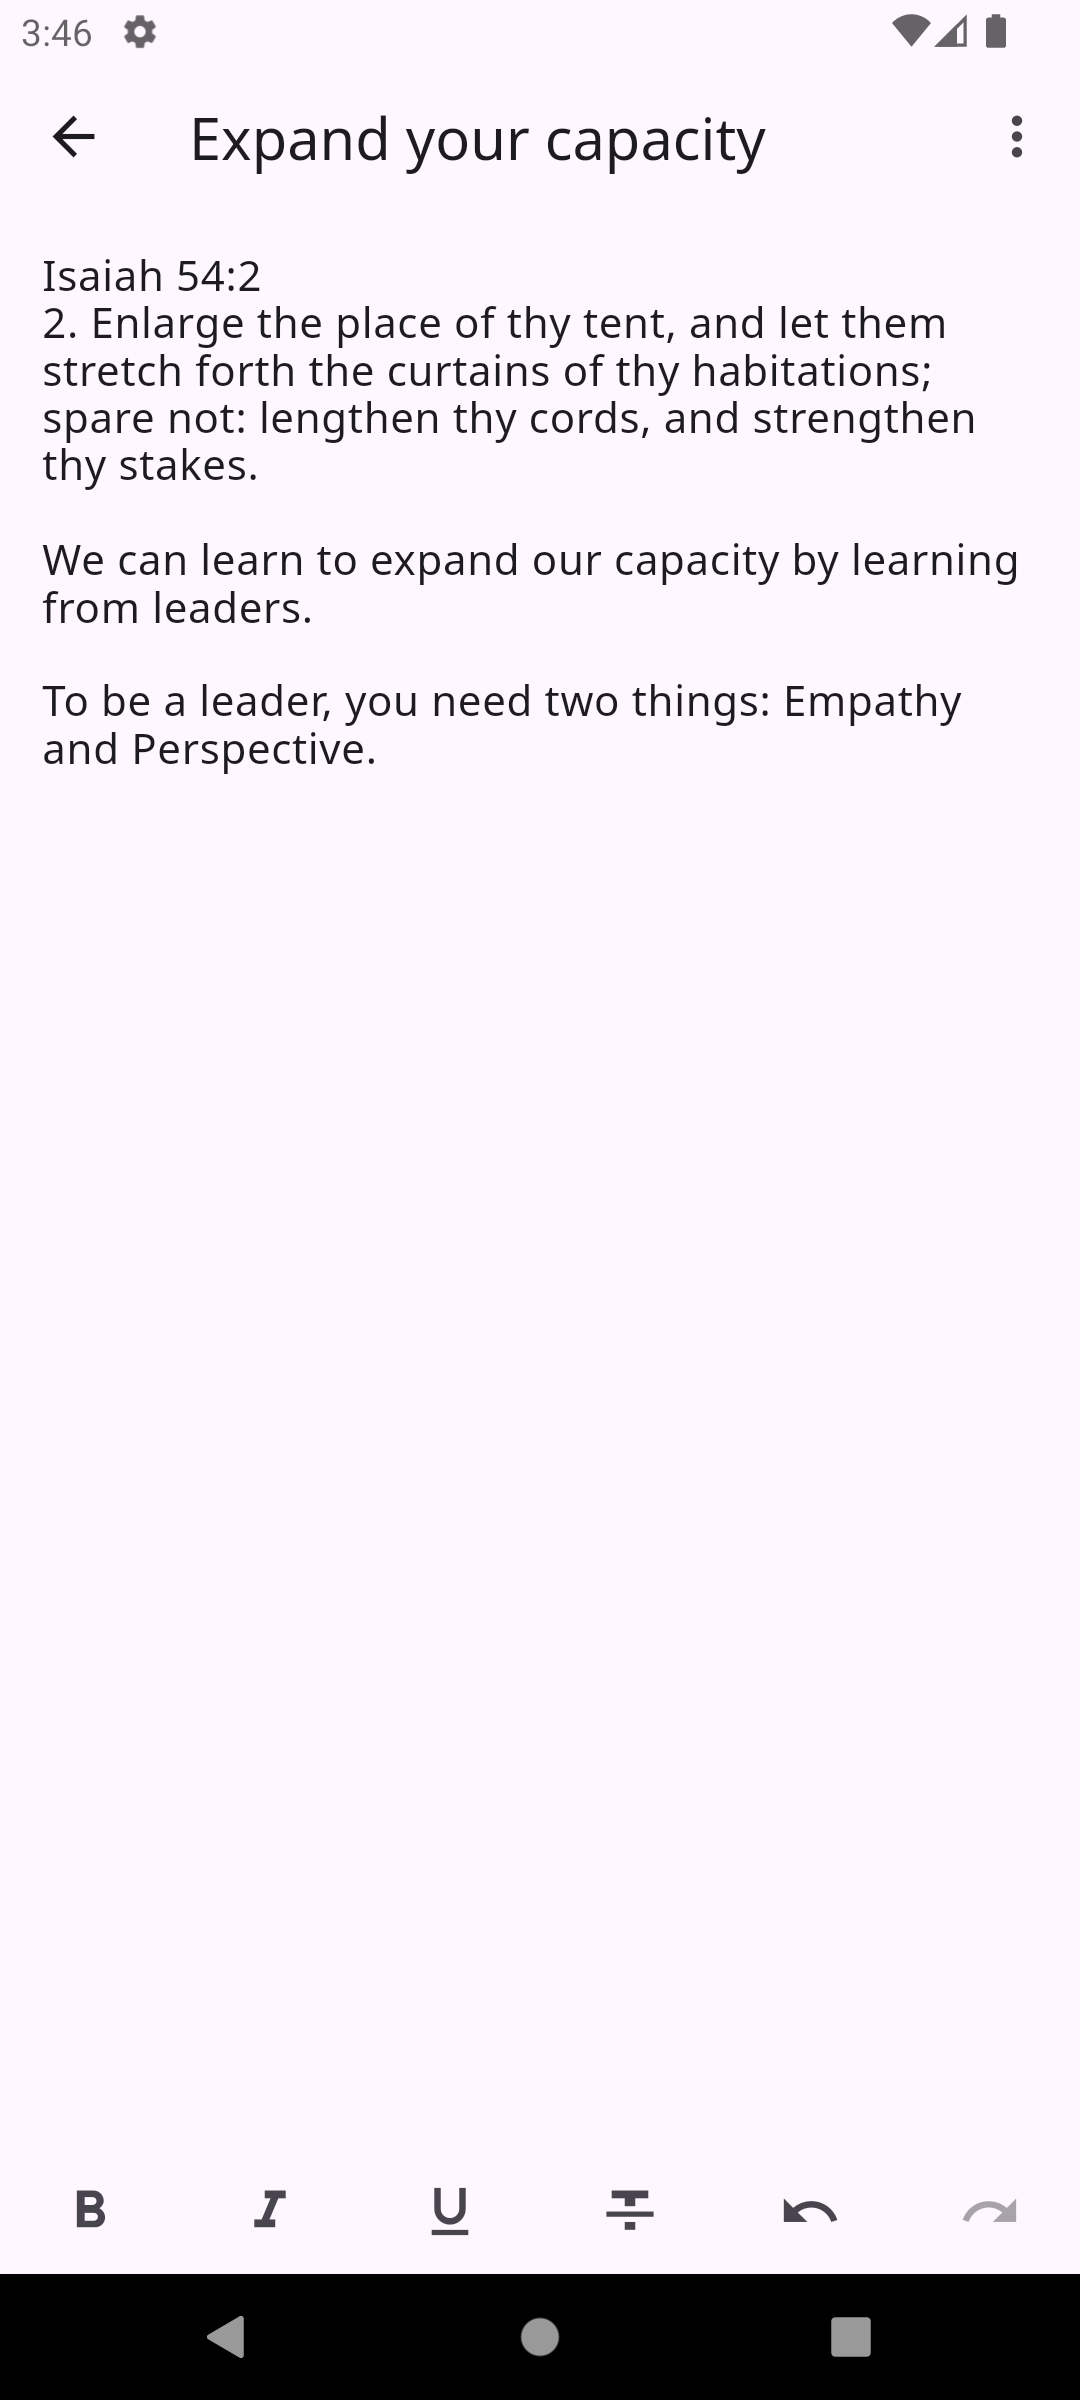 3:46
Expand your capacity
Isaiah 54:2
2. Enlarge the place of thy tent, and let them
stretch forth the curtains of thy habitations;
spare not: lengthen thy cords, and strengthen
thy stakes.
We can learn to expand our capacity by learning
from leaders.
To be a leader, you need two things: Empathy
and Perspective.
B I U T